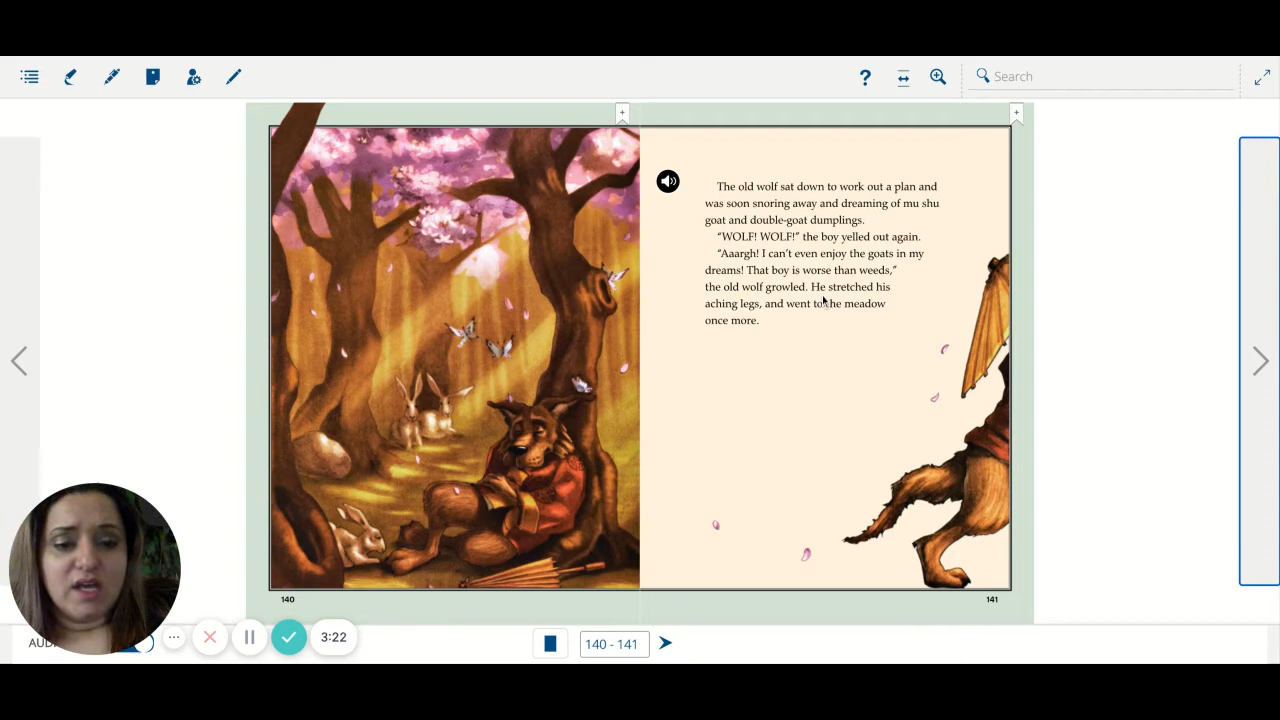 ? Search
+ +
The old wolf sat down to work out a plan and
was soon snoring away and dreaming of mu shu
goat and double-goat dumplings.
“WOLF! WOLF!” the boy yelled out again.
“Aaargh! I can’t even enjoy the goats in my
dreams! That boy is worse than weeds,”
the old wolf growled. He stretched his
aching legs, and went to the meadow
once more.
140 141
3:22
140 - 141